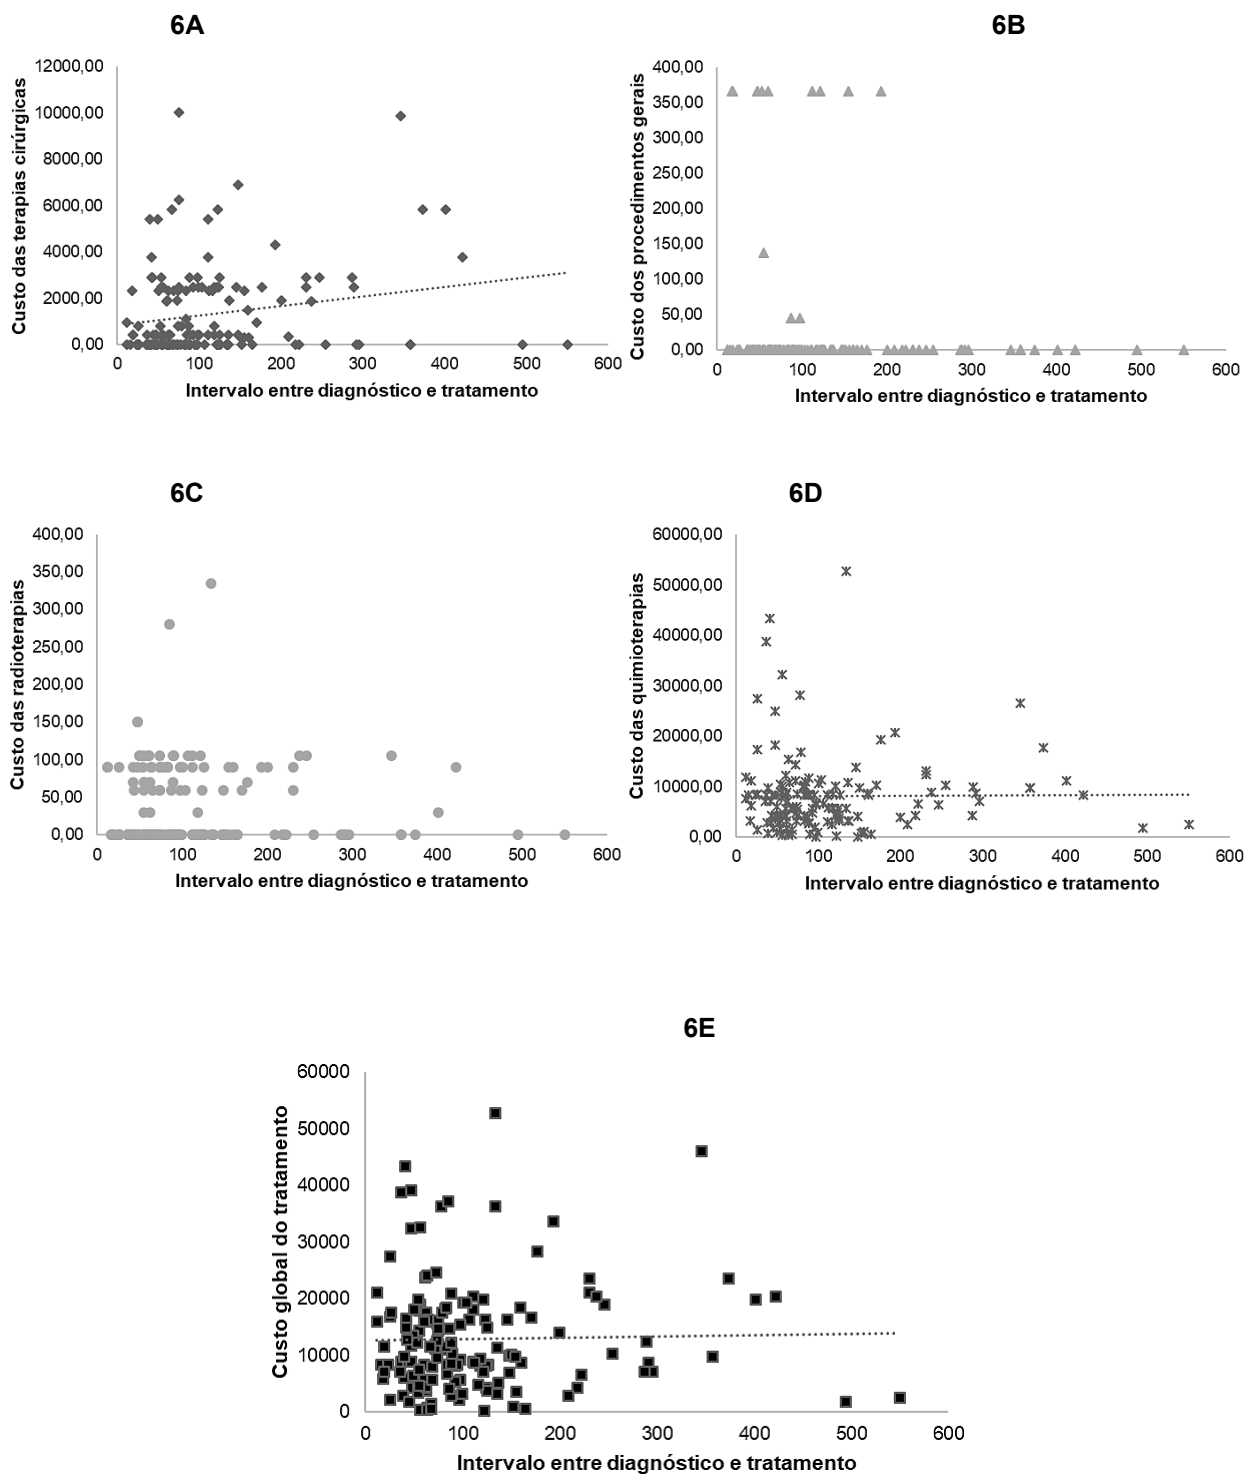 6A
Custo das terapias cirúrgicas
12000,00
10000,00
8000,00
6000,00
4000,00
2000,00
0,00
0 100 200 300 400 500 600
Intervalo entre diagnóstico e tratamento
6B
Custo dos procedimentos gerais
400,00
350,00
300,00
250,00
200,00
150,00
100,00
50,00
0,00
0 100 200 300 400 500 600
Intervalo entre diagnóstico e tratamento
6C
Custo das radioterapias
400,00
350,00
300,00
250,00
200,00
150,00
100,00
50,00
0,00
0 100 200 300 400 500 600
Intervalo entre diagnóstico e tratamento
6D
Custo das quimioterapias
60000,00
50000,00
40000,00
30000,00
20000,00
10000,00
0,00
0 100 200 300 400 500 600
Intervalo entre diagnóstico e tratamento
6E
Custo global do tratamento
60000
50000
40000
30000
20000
10000
0
0 100 200 300 400 500 600
Intervalo entre diagnóstico e tratamento